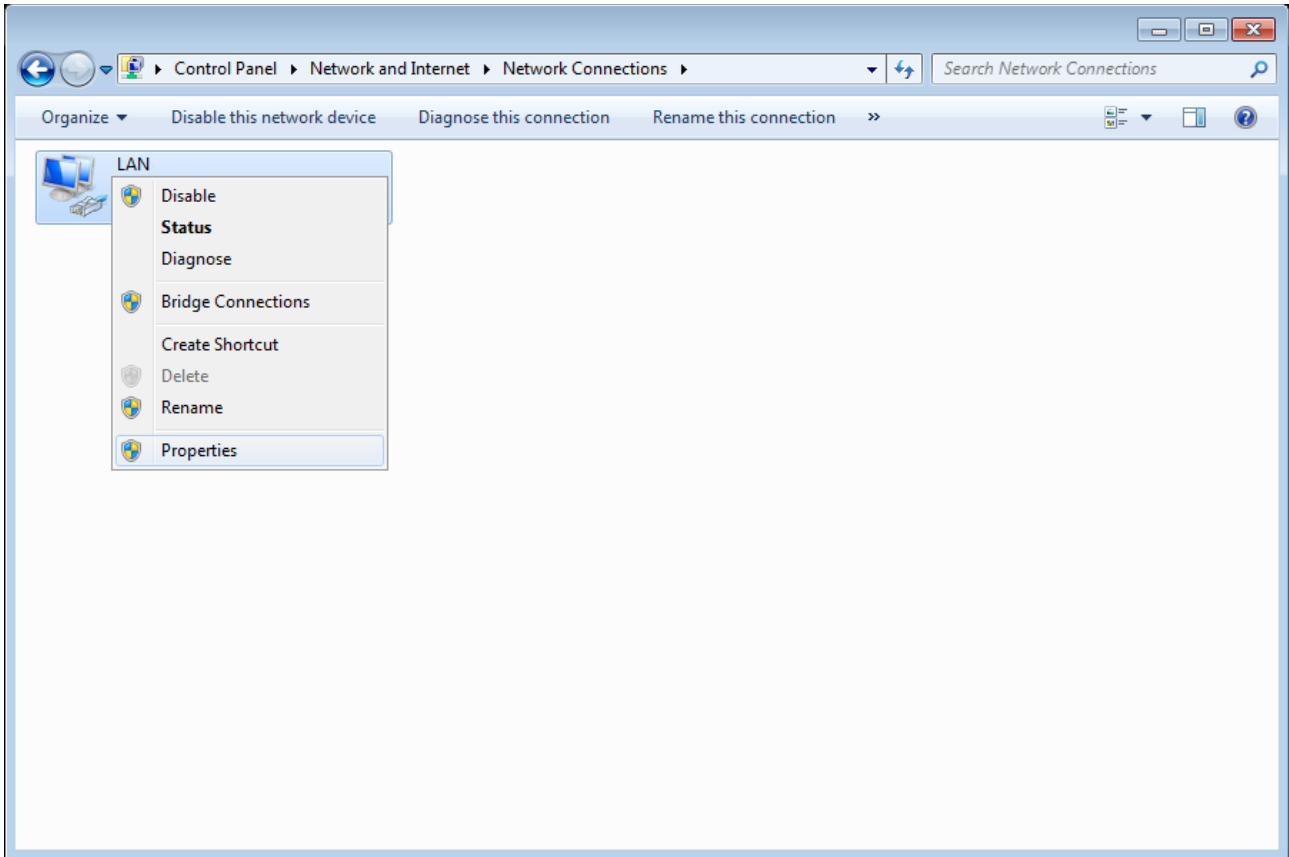 Control Panel Network and Internet Network Connections Search Network Connections
Organize Disable this network device Diagnose this connection Rename this connection »
LAN
Disable
Status
Diagnose
Bridge Connections
Create Shortcut
Delete
Rename
Properties